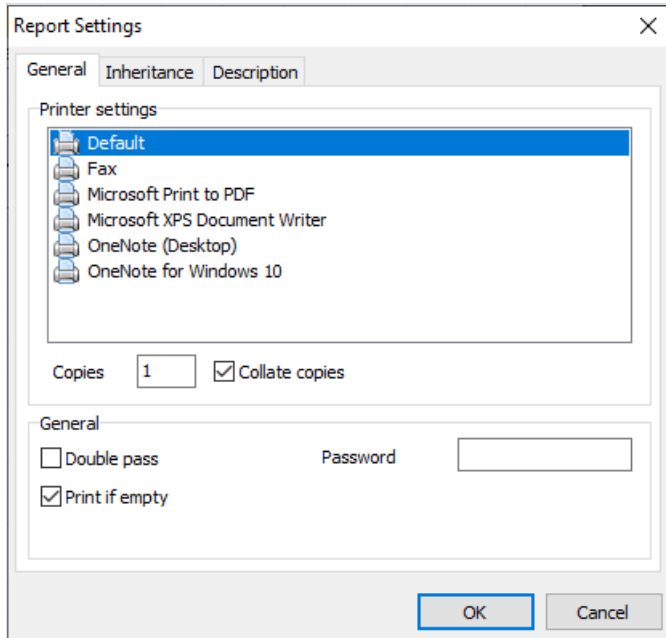 Report Settings
General Inheritance Description
Printer settings
Default
Fax
Microsoft Print to PDF
Microsoft XPS Document Writer
OneNote (Desktop)
OneNote for Windows 10
Copies 1 Collate copies
General
Double pass Password
Print if empty
OK Cancel